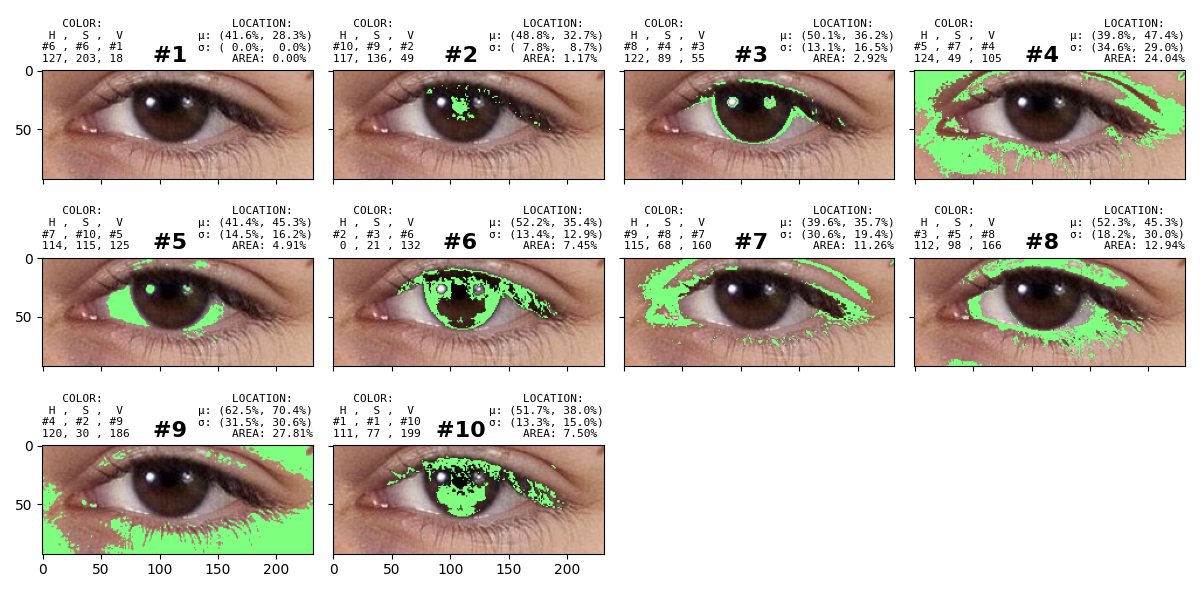 COLOR: LOCATION: COLOR: LOCATION: COLOR: LOCATION: COLOR: LOCATION:
H , S , V μ: (41.6%, 28.3%) H , S , V μ: (48.8%, 32.7%) H , S , V μ: (50.1%, 36.2%) H , S , V μ: (39.8%, 47.4%)
#6 , #6 , #1 σ: ( 0.0%, 0.0%) #10, #9 , #2 σ: ( 7.8%, 8.7%) #8 , #4 , #3 σ: (13.1%, 16.5%) #5 , #7 , #4 σ: (34.6%, 29.0%)
127, 203, 18 #1 AREA: 0.00% 117, 136, 49 #2 AREA: 1.17% 122, 89 , 55 #3 AREA: 2.92% 124, 49 , 105 #4 AREA: 24.04%
0
50
COLOR: LOCATION: COLOR: LOCATION: COLOR: LOCATION: COLOR: LOCATION:
H , S , V μ: (41.4%, 45.3%) H , S , V μ: (52.2%, 35.4%) H , S , V μ: (39.6%, 35.7%) H , S , V μ: (52.3%, 45.3%)
#7 , #10, #5 σ: (14.5%, 16.2%) #2 , #3 , #6 σ: (13.4%, 12.9%) #9 , #8 , #7 σ: (30.6%, 19.4%) #3 , #5 , #8 σ: (18.2%, 30.0%)
114, 115, 125 #5 AREA: 4.91% 0 , 21 , 132 #6 AREA: 7.45% 115, 68 , 160 #7 AREA: 11.26% 112, 98 , 166 #8 AREA: 12.94%
0
50
COLOR: LOCATION: COLOR: LOCATION:
H , S , V μ: (62.5%, 70.4%) H , S , V μ: (51.7%, 38.0%)
#4 , #2 , #9 σ: (31.5%, 30.6%) #1 , #1 , #10 σ: (13.3%, 15.0%)
120, 30 , 186 #9 AREA: 27.81% 111, 77 , 199 #10 AREA: 7.50%
0
50
0 50 100 150 200 0 50 100 150 200